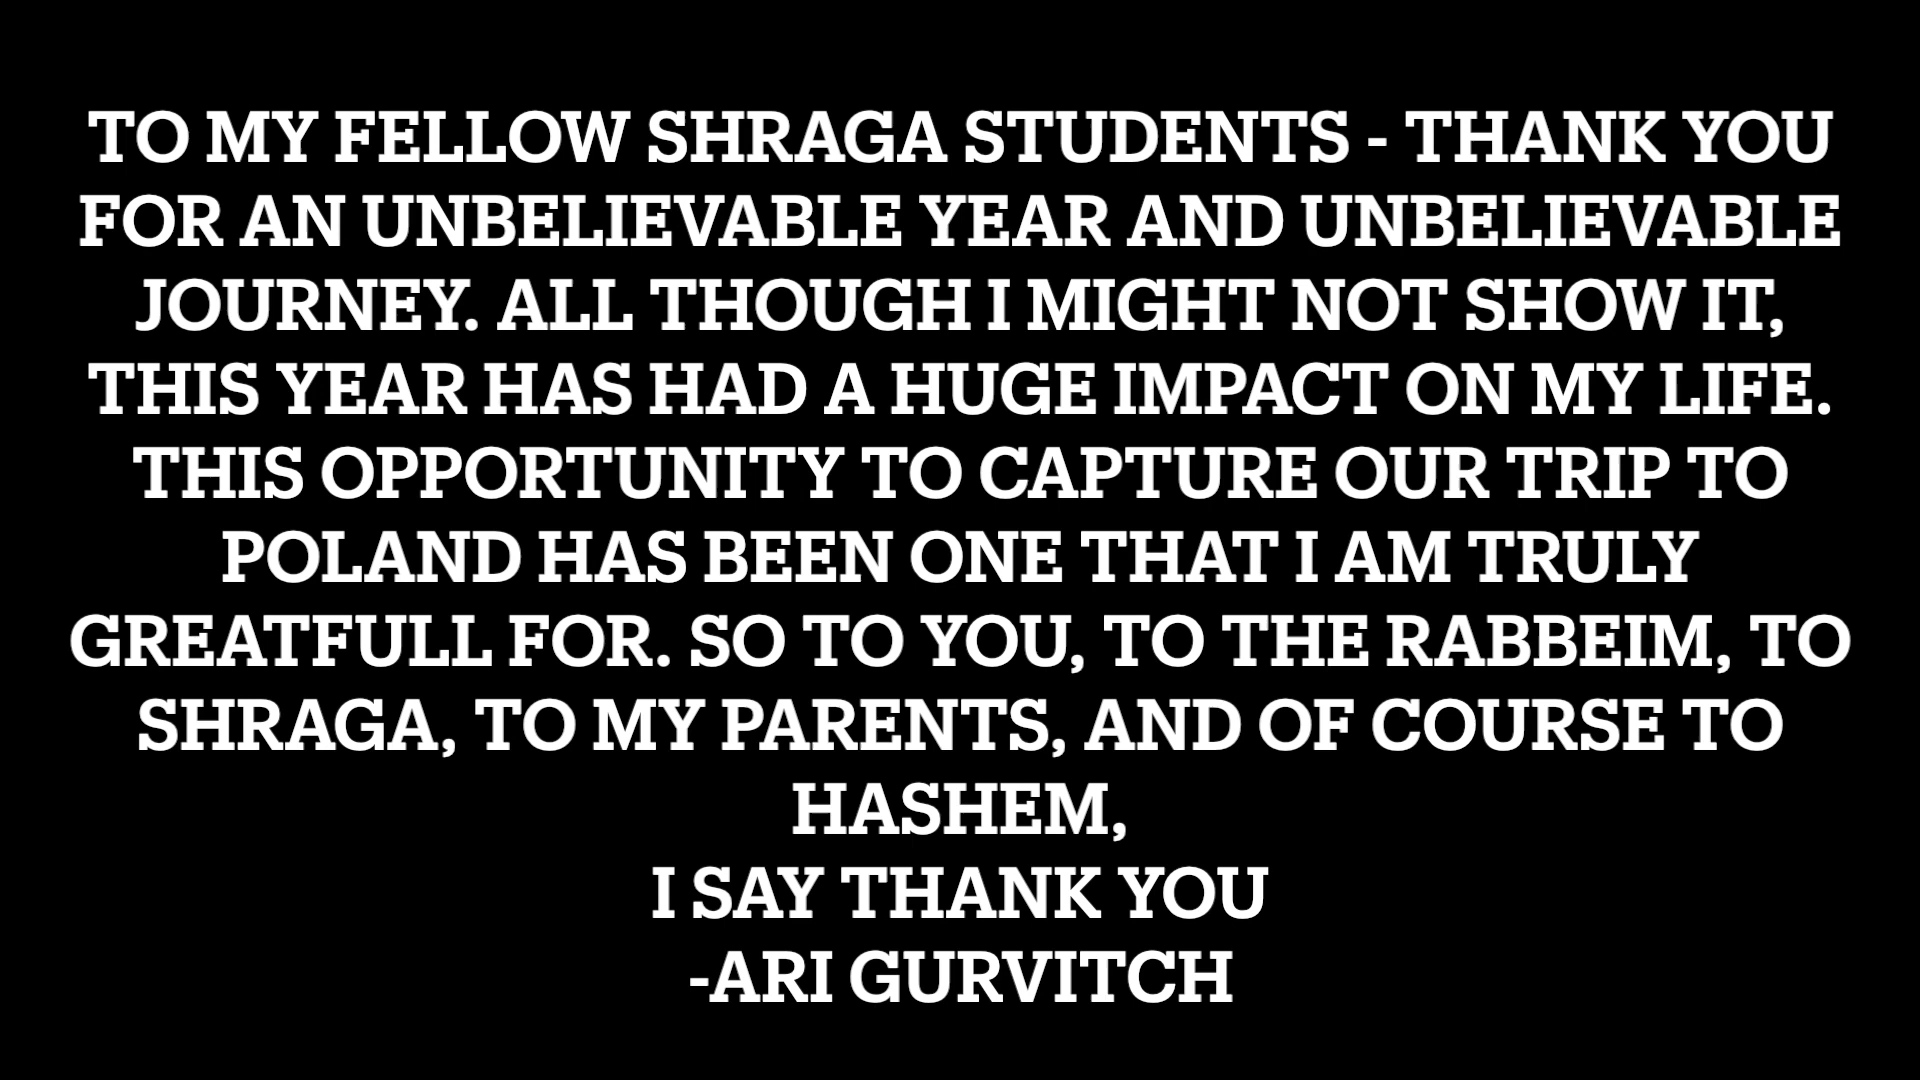 TO MY FELLOW SHRAGA STUDENTS - THANK YOU
FOR AN UNBELIEVABLE YEAR AND UNBELIEVABLE
JOURNEY. ALL THOUGH I MIGHT NOT SHOW IT,
THIS YEAR HAS HAD A HUGE IMPACT ON MY LIFE.
THIS OPPORTUNITY TO CAPTURE OUR TRIP TO
POLAND HAS BEEN ONE THAT I AM TRULY
GREATFULL FOR. SO TO YOU, TO THE RABBEIM, TO
SHRAGA, TO MY PARENTS, AND OF COURSE TO
HASHEM,
I SAY THANK YOU
-ARI GURVITCH